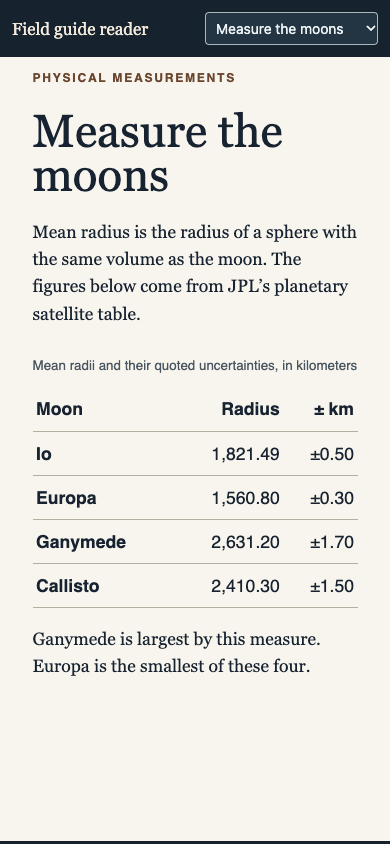 Field guide reader
Measure the moons
PHYSICAL MEASUREMENTS
Measure the
moons
Mean radius is the radius of a sphere with
the same volume as the moon. The
figures below come from JPL’s planetary
satellite table.
Mean radii and their quoted uncertainties, in kilometers
Moon Radius ± km
Io 1,821.49 ±0.50
Europa 1,560.80 ±0.30
Ganymede 2,631.20 ±1.70
Callisto 2,410.30 ±1.50
Ganymede is largest by this measure.
Europa is the smallest of these four.